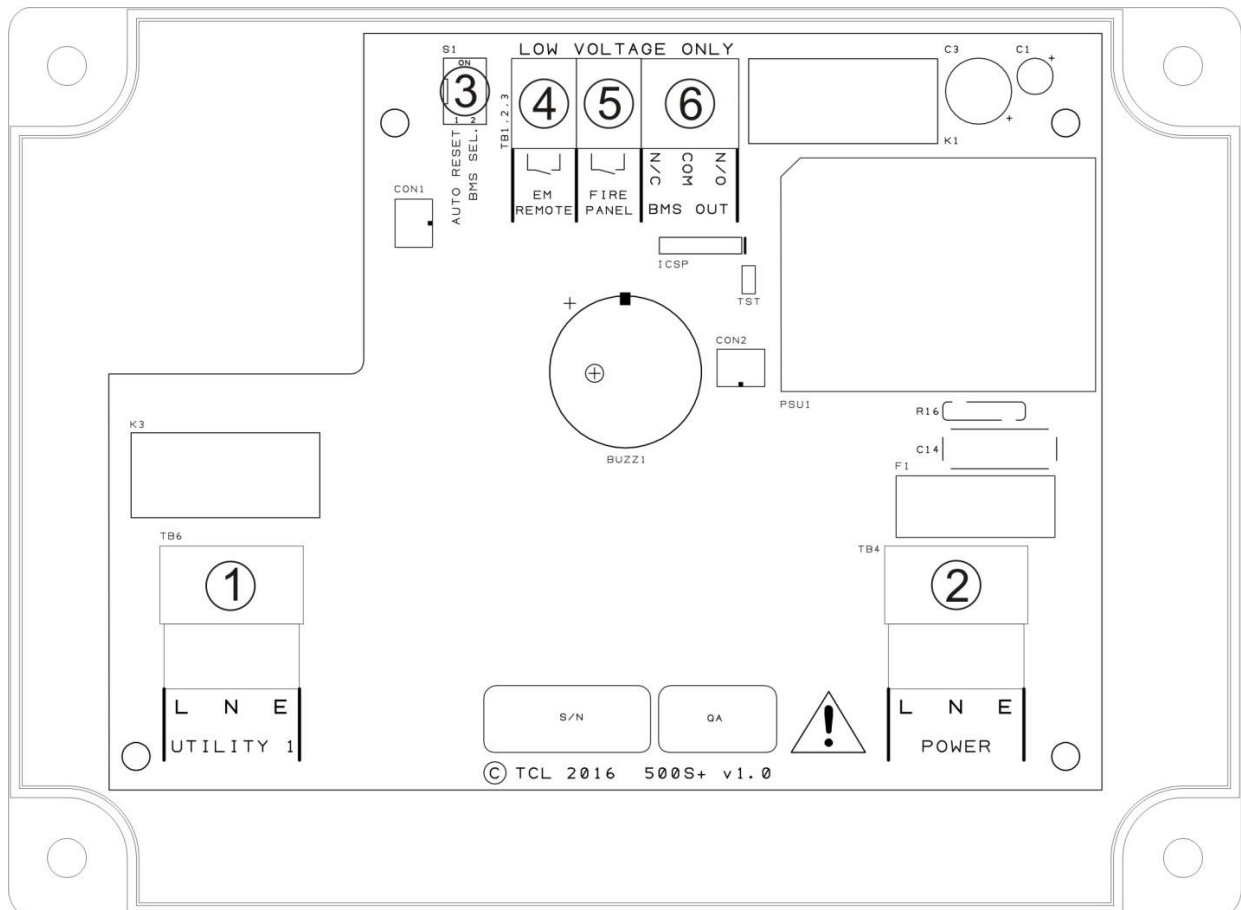 S1
LOW VOLTAGE ONLY
C3
C1
ON
+
3
4
5
6
1 2
TB1.2.3
+
K1
AUTO RESET
BMS SEL.
N/C
COM
N/O
EM
REMOTE
FIRE
PANEL
BMS OUT
CON1
ICSP
TST
+
CON2
PSU1
R16
K3
C14
BUZZ1
F1
TB6
TB4
1
2
L N E
UTILITY 1
S/N
QA
!
L N E
POWER
© TCL 2016 500S+ v1.0